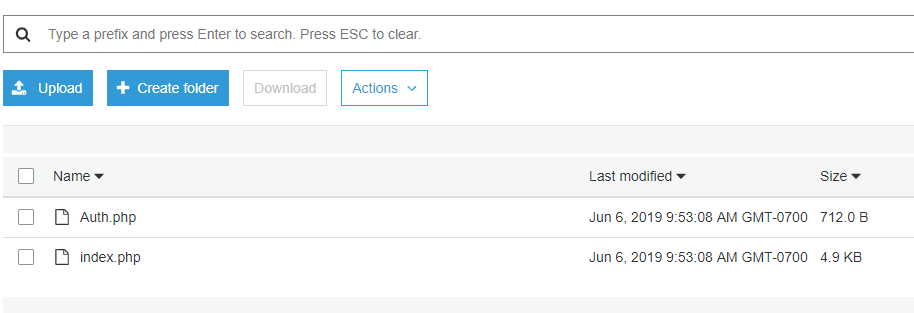 Type a prefix and press Enter to search. Press ESC to clear.
Upload Create folder Download Actions
Name Last modified Size
Auth.php Jun 6, 2019 9:53:08 AM GMT-0700 712.0 B
index.php Jun 6, 2019 9:53:08 AM GMT-0700 4.9 KB